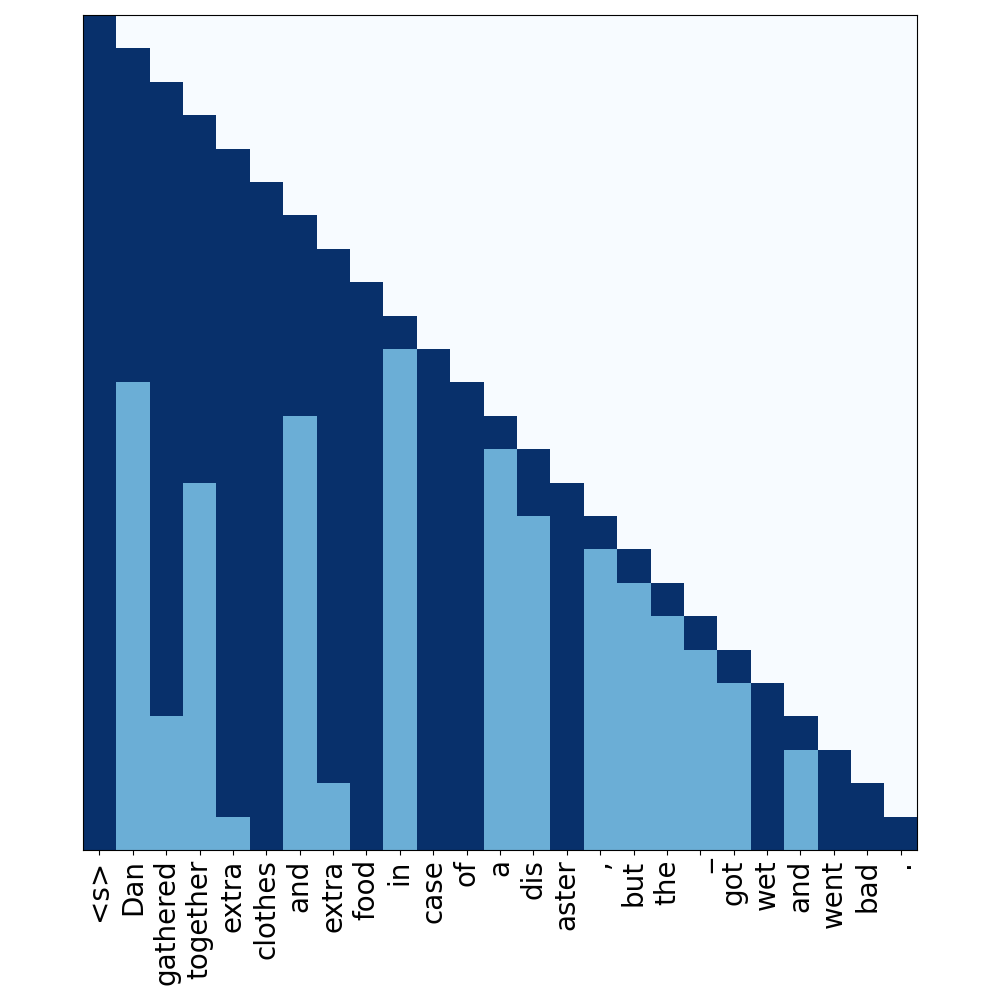 <s> Dan gathered together extra clothes and extra food in case of a dis aster , but the _ got wet and went bad .